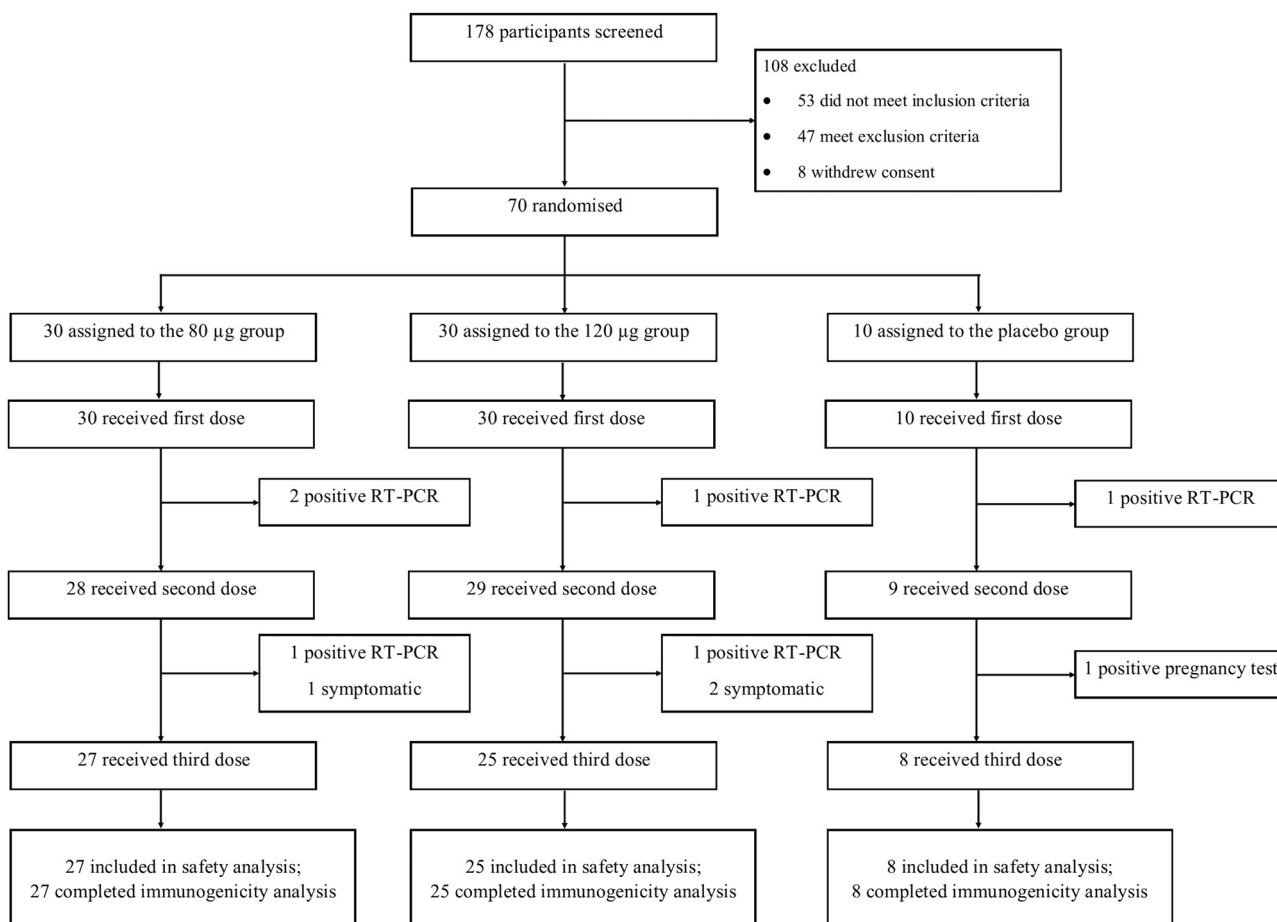 178 participants screened
108 excluded
• 53 did not meet inclusion criteria
• 47 meet exclusion criteria
• 8 withdrew consent
70 randomised
30 assigned to the 80 µg group
30 assigned to the 120 µg group
10 assigned to the placebo group
30 received first dose
30 received first dose
10 received first dose
2 positive RT-PCR
1 positive RT-PCR
1 positive RT-PCR
28 received second dose
29 received second dose
9 received second dose
1 positive RT-PCR
1 symptomatic
1 positive RT-PCR
2 symptomatic
1 positive pregnancy test
27 received third dose
25 received third dose
8 received third dose
27 included in safety analysis;
27 completed immunogenicity analysis
25 included in safety analysis;
25 completed immunogenicity analysis
8 included in safety analysis;
8 completed immunogenicity analysis